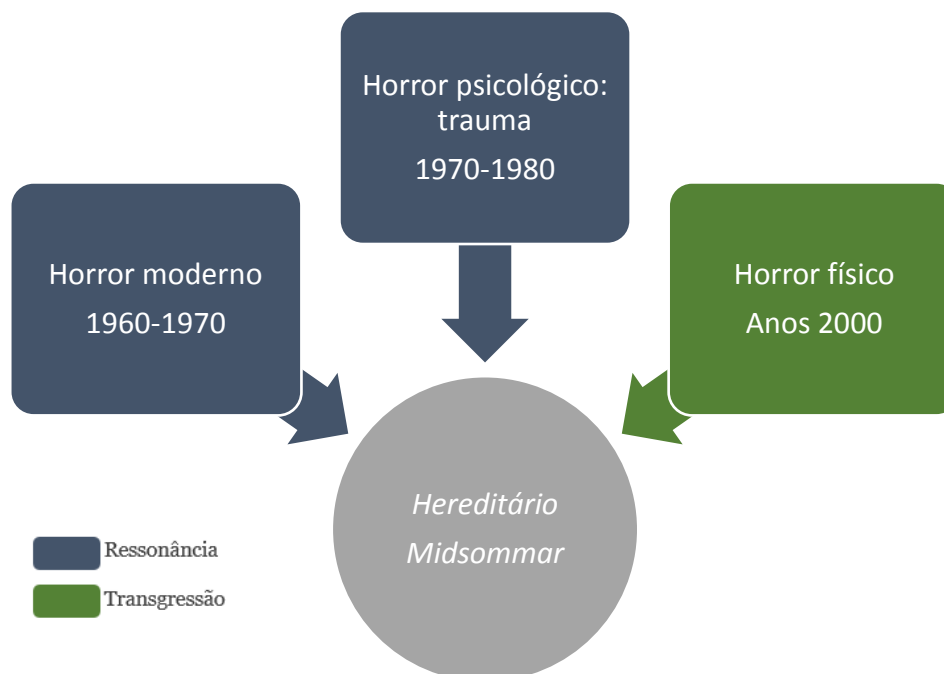 Horror psicológico:
trauma
1970-1980
Horror moderno
1960-1970
Horror físico
Anos 2000
Hereditário
Midsommar
Ressonância
Transgressão